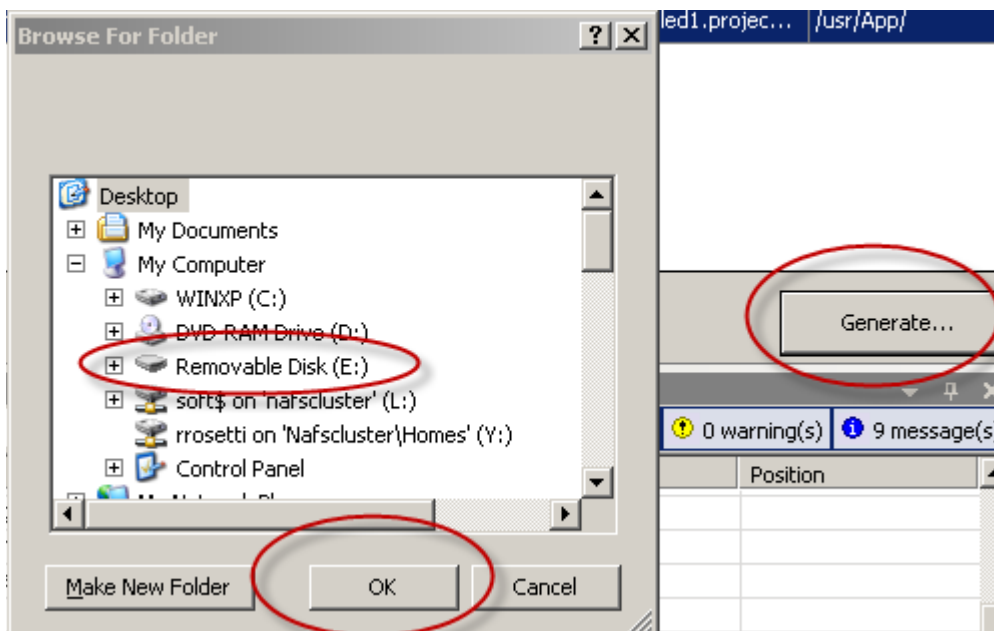 Browse For Folder
led1.projec... /usr/App/
Desktop
My Documents
My Computer
WINXP (C:)
DVD-RAM Drive (D:)
Removable Disk (E:)
soft$ on 'nafscluster' (L:)
rrosetti on 'Nafscluster\Homes' (Y:)
Control Panel
Make New Folder OK Cancel
Generate...
0 warning(s) 9 message(s)
Position